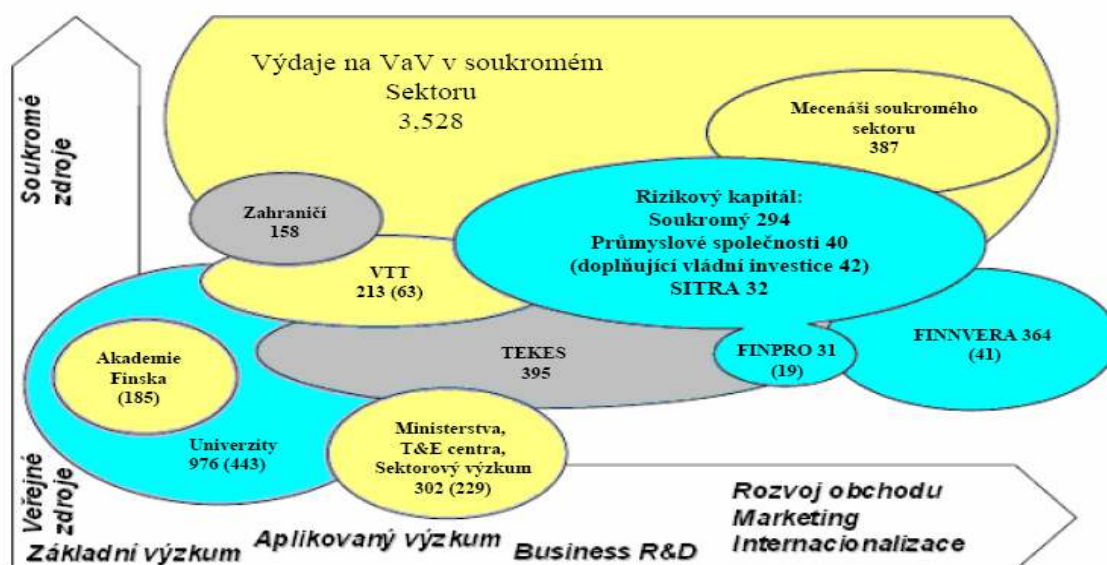 Výdaje na VaV v soukromém
Sektoru
3,528
Mecenáši soukromého
sektoru
387
Soukromé
zdroje
Zahraničí
158
Rizikový kapitál:
Soukromý 294
Průmyslové společnosti 40
(doplňující vládní investice 42)
SITRA 32
VTT
213 (63)
TEKES
395
FINPRO 31
(19)
FINNVERA 364
(41)
Akademie
Finska
(185)
Univerzity
976 (443)
Ministerstva,
T&E centra,
Sektorový výzkum
302 (229)
Veřejné
zdroje
Základní výzkum
Aplikovaný výzkum
Business R&D
Rozvoj obchodu
Marketing
Internacionalizace